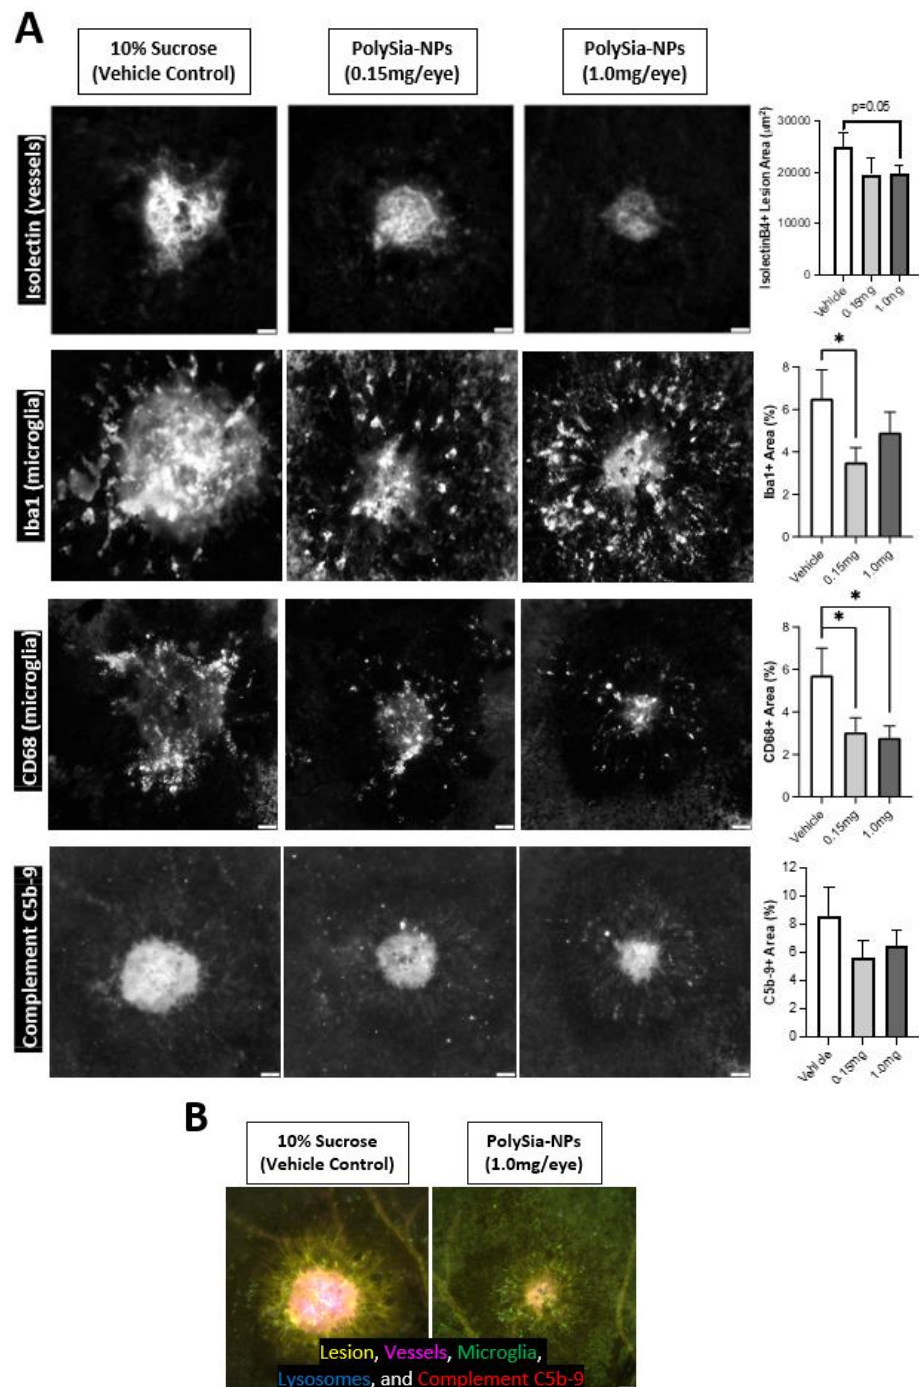 A
10% Sucrose
(Vehicle Control)
PolySia-NPs
(0.15mg/eye)
PolySia-NPs
(1.0mg/eye)
Isolectin (vessels)
IsolectinB4+ Lesion Area (μm²)
30000
20000
10000
0
p=0.05
Vehicle
0.15mg
1.0mg
Iba1 (microglia)
Iba1+ Area (%)
8
6
4
2
0
*
Vehicle
0.15mg
1.0mg
CD68 (microglia)
CD68+ Area (%)
8
6
4
2
0
*
*
Vehicle
0.15mg
1.0mg
Complement C5b-9
C5b-9+ Area (%)
12
10
8
6
4
2
0
Vehicle
0.15mg
1.0mg
B
10% Sucrose
(Vehicle Control)
PolySia-NPs
(1.0mg/eye)
Lesion, Vessels, Microglia,
Lysosomes, and Complement C5b-9